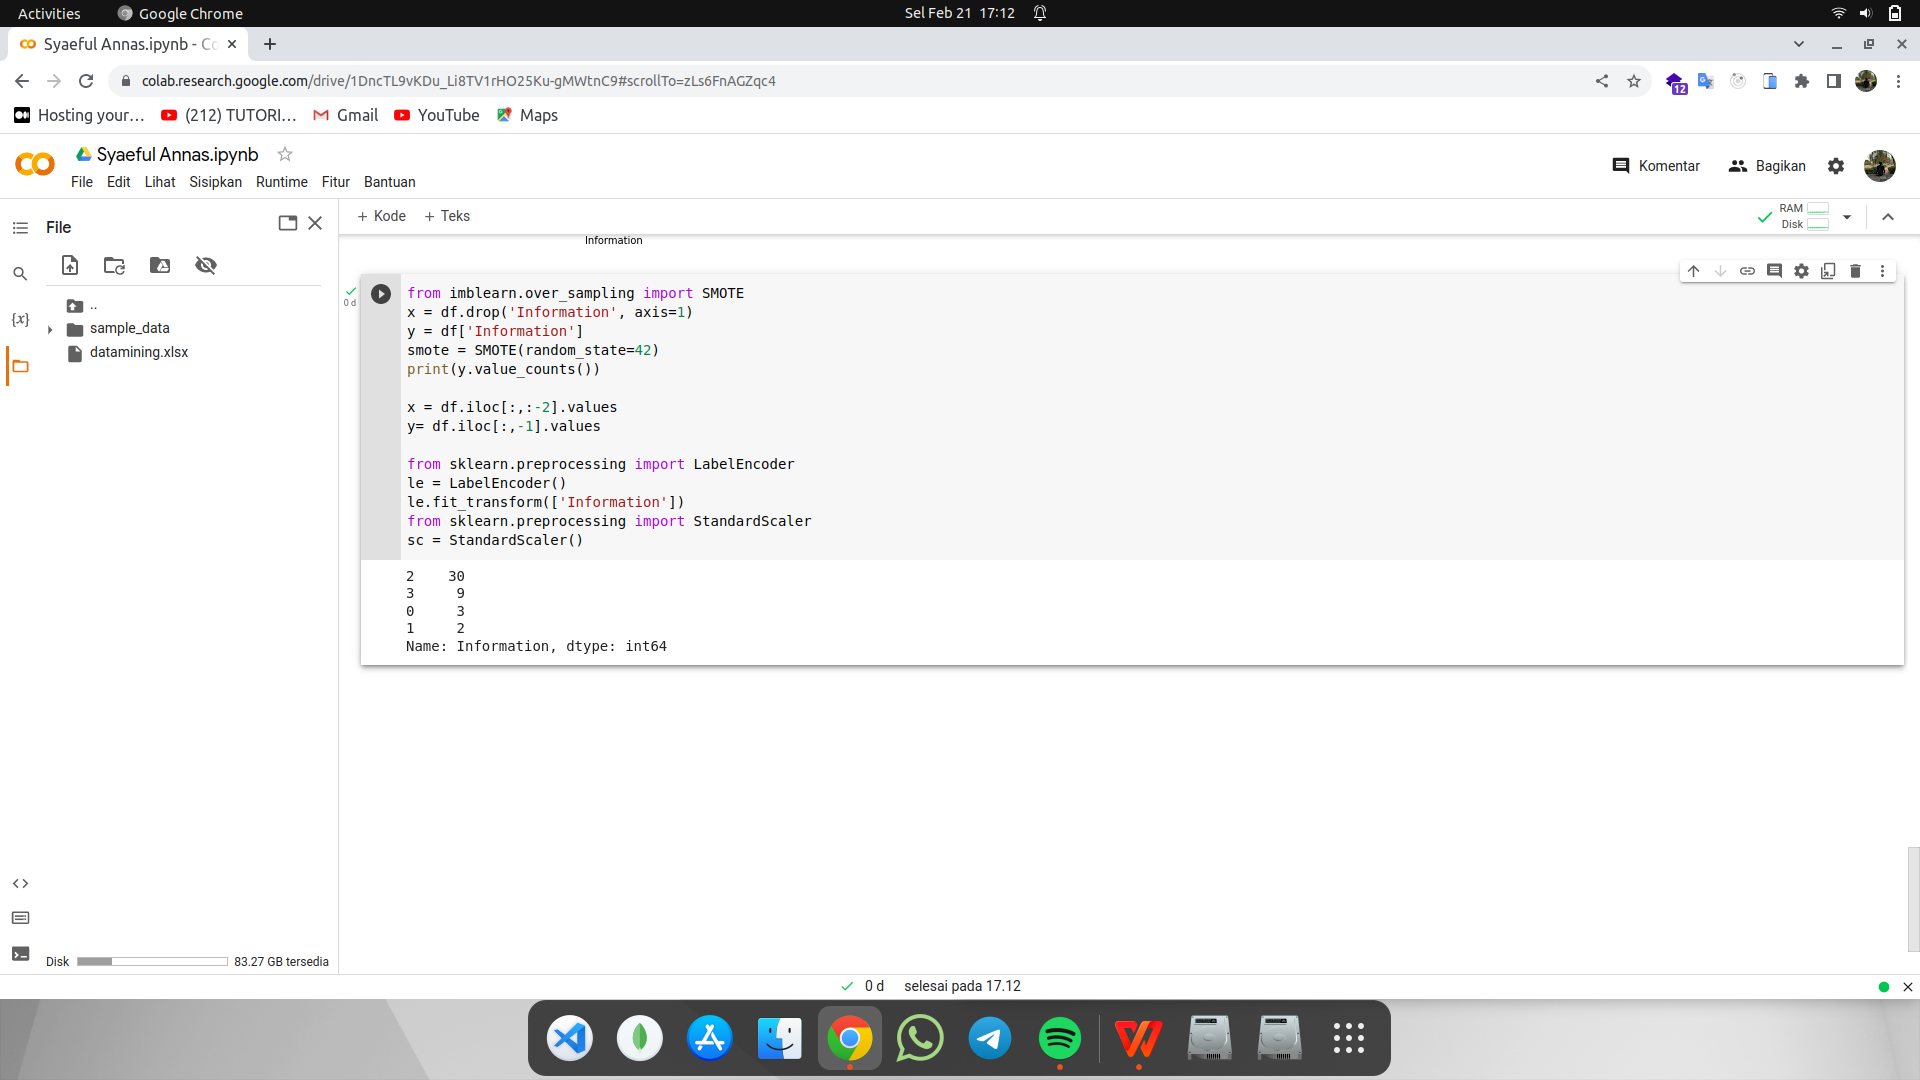 Activities
Google Chrome
Sel Feb 21 17:12
Syaeful Annas.ipynb - Co
colab.research.google.com/drive/1DncTL9vKDu_Li8TV1rHO25Ku-gMWtnC9#scrollTo=zLs6FnAGZqc4
12
Hosting your...
(212) TUTORI...
Gmail
YouTube
Maps
Syaeful Annas.ipynb
File Edit Lihat Sisipkan Runtime Fitur Bantuan
Komentar
Bagikan
File
+ Kode + Teks
RAM
Disk
Information
..
sample_data
datamining.xlsx
{x}
0 d
from imblearn.over_sampling import SMOTE
x = df.drop('Information', axis=1)
y = df['Information']
smote = SMOTE(random_state=42)
print(y.value_counts())
x = df.iloc[:,:-2].values
y= df.iloc[:,-1].values
from sklearn.preprocessing import LabelEncoder
le = LabelEncoder()
le.fit_transform(['Information'])
from sklearn.preprocessing import StandardScaler
sc = StandardScaler()
2 30
3 9
0 3
1 2
Name: Information, dtype: int64
Disk
83.27 GB tersedia
0 d selesai pada 17.12